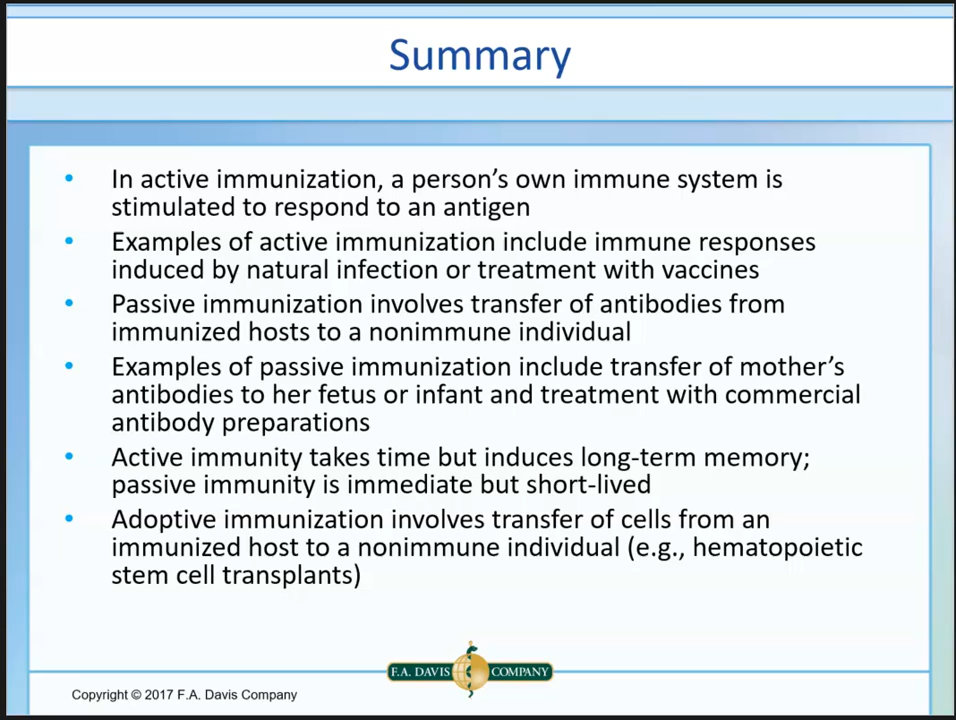 Summary
• In active immunization, a person’s own immune system is
stimulated to respond to an antigen
• Examples of active immunization include immune responses
induced by natural infection or treatment with vaccines
• Passive immunization involves transfer of antibodies from
immunized hosts to a nonimmune individual
• Examples of passive immunization include transfer of mother’s
antibodies to her fetus or infant and treatment with commercial
antibody preparations
• Active immunity takes time but induces long-term memory;
passive immunity is immediate but short-lived
• Adoptive immunization involves transfer of cells from an
immunized host to a nonimmune individual (e.g., hematopoietic
stem cell transplants)
F.A. DAVIS COMPANY
Copyright © 2017 F.A. Davis Company